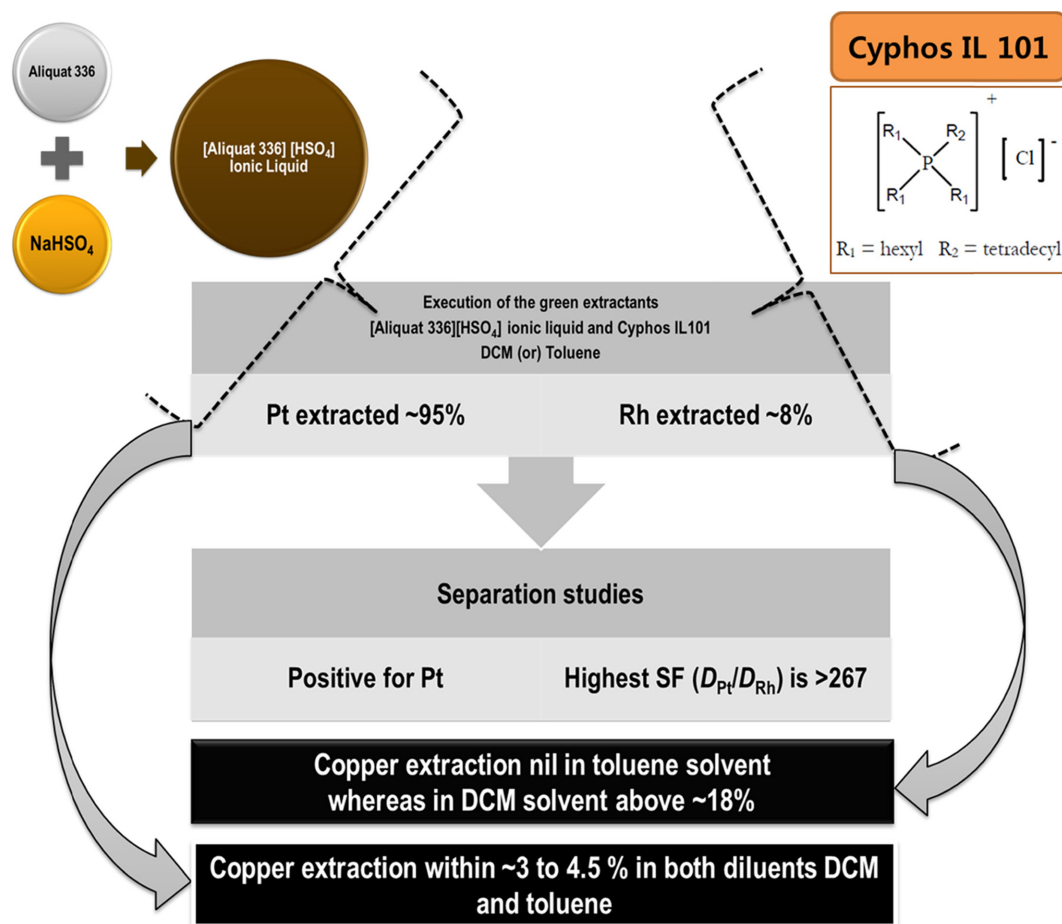 Aliquat 336
NaHSO₄
[Aliquat 336] [HSO₄]
Ionic Liquid
Cyphos IL 101
R₁ R₂ + -
P [Cl]
R₁ R₁
R₁ = hexyl R₂ = tetradecyl
Execution of the green extractants
[Aliquat 336][HSO₄] ionic liquid and Cyphos IL101
DCM (or) Toluene
Pt extracted ~95%
Rh extracted ~8%
Separation studies
Positive for Pt
Highest SF (D_Pt/D_Rh) is >267
Copper extraction nil in toluene solvent
whereas in DCM solvent above ~18%
Copper extraction within ~3 to 4.5 % in both diluents DCM
and toluene